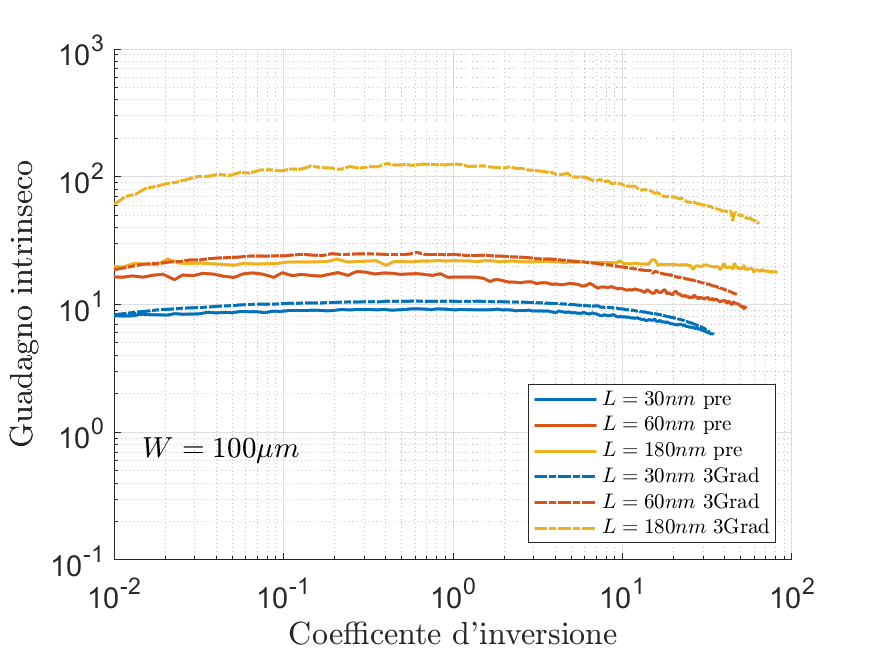 10^3
10^2
10^1
10^0
10^-1
Guadagno intrinseco
W = 100μm
L = 30nm pre
L = 60nm pre
L = 180nm pre
L = 30nm 3Grad
L = 60nm 3Grad
L = 180nm 3Grad
10^-2 10^-1 10^0 10^1 10^2
Coefficente d'inversione